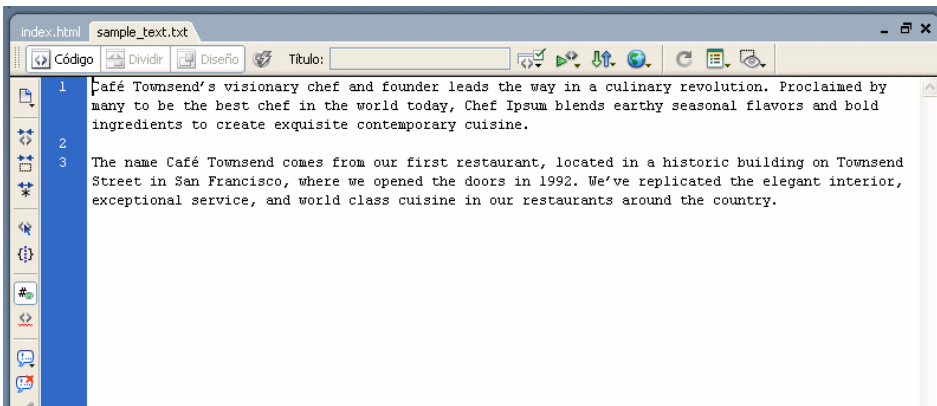 index.html sample_text.txt
Código Dividir Diseño Título:
1 Café Townsend's visionary chef and founder leads the way in a culinary revolution. Proclaimed by
many to be the best chef in the world today, Chef Ipsum blends earthy seasonal flavors and bold
ingredients to create exquisite contemporary cuisine.
2
3 The name Café Townsend comes from our first restaurant, located in a historic building on Townsend
Street in San Francisco, where we opened the doors in 1992. We've replicated the elegant interior,
exceptional service, and world class cuisine in our restaurants around the country.